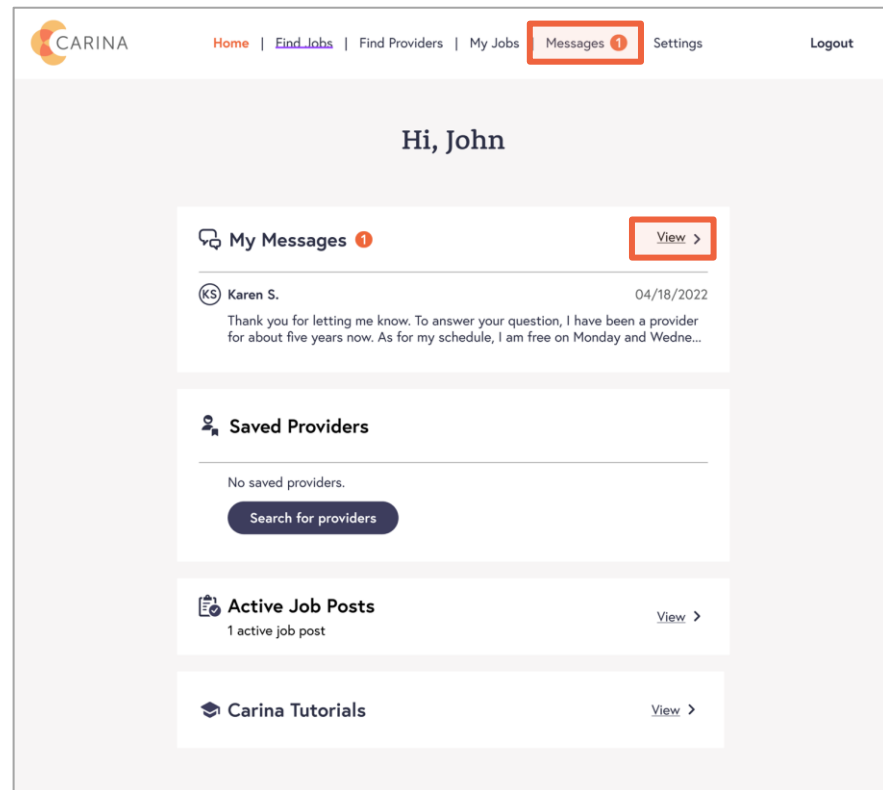 CARINA
Home | Find Jobs | Find Providers | My Jobs | Messages 1 Settings Logout
Hi, John
My Messages 1 View >
KS Karen S. 04/18/2022
Thank you for letting me know. To answer your question, I have been a provider
for about five years now. As for my schedule, I am free on Monday and Wedne...
Saved Providers
No saved providers.
Search for providers
Active Job Posts
1 active job post
View >
Carina Tutorials View >